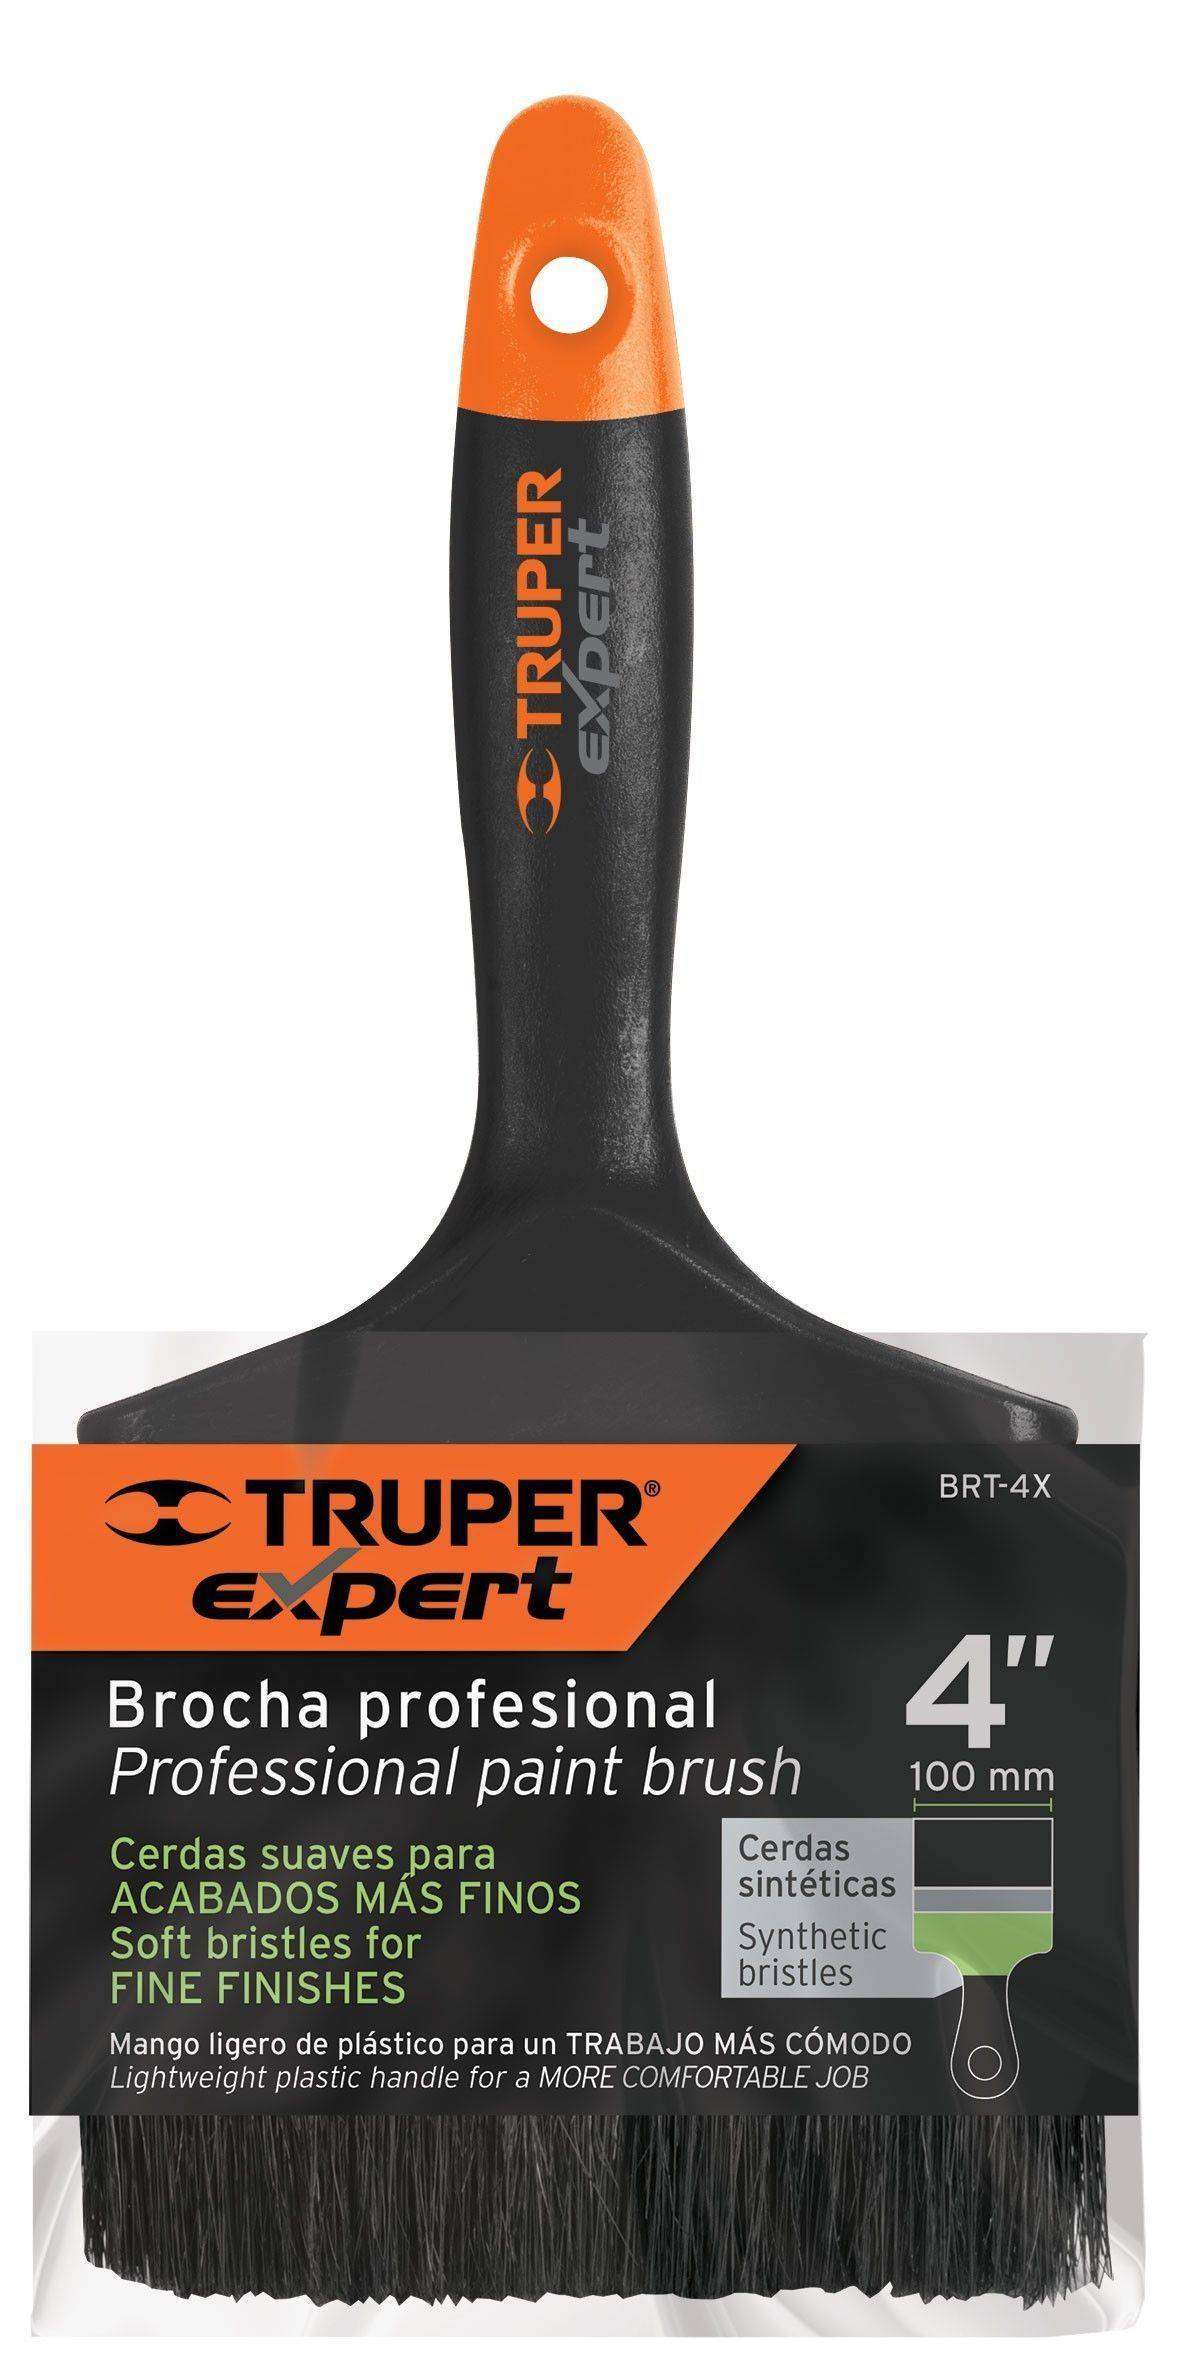 TRUPER
expert
TRUPER®
expert
BRT-4X
4"
100 mm
Brocha profesional
Professional paint brush
Cerdas suaves para
ACABADOS MÁS FINOS
Soft bristles for
FINE FINISHES
Cerdas
sintéticas
Synthetic
bristles
Mango ligero de plástico para un TRABAJO MÁS CÓMODO
Lightweight plastic handle for a MORE COMFORTABLE JOB